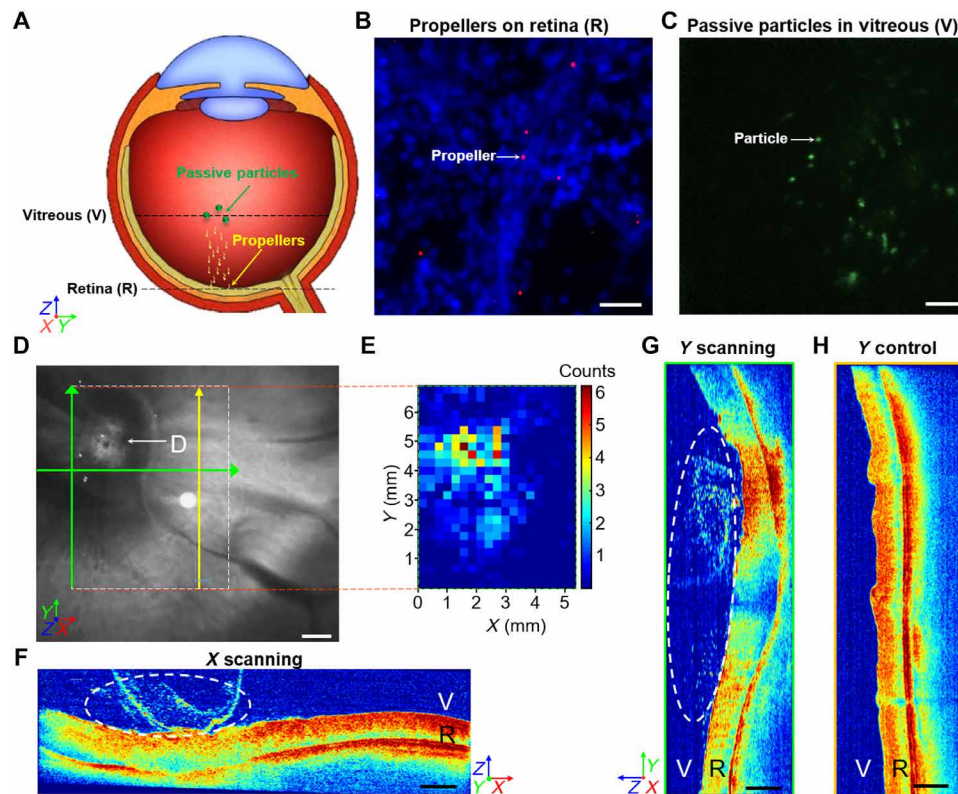 A
Passive particles
Vitreous (V)
Propellers
Retina (R)
Z
X Y
B
Propellers on retina (R)
Propeller
C
Passive particles in vitreous (V)
Particle
D
D
Y
Z X
E
Counts
6
5
4
3
2
1
6
5
4
3
2
1
Y (mm)
0 1 2 3 4 5
X (mm)
F
X scanning
V
R
Z
Y X
G
Y scanning
V R
Y
Z X
H
Y control
V R